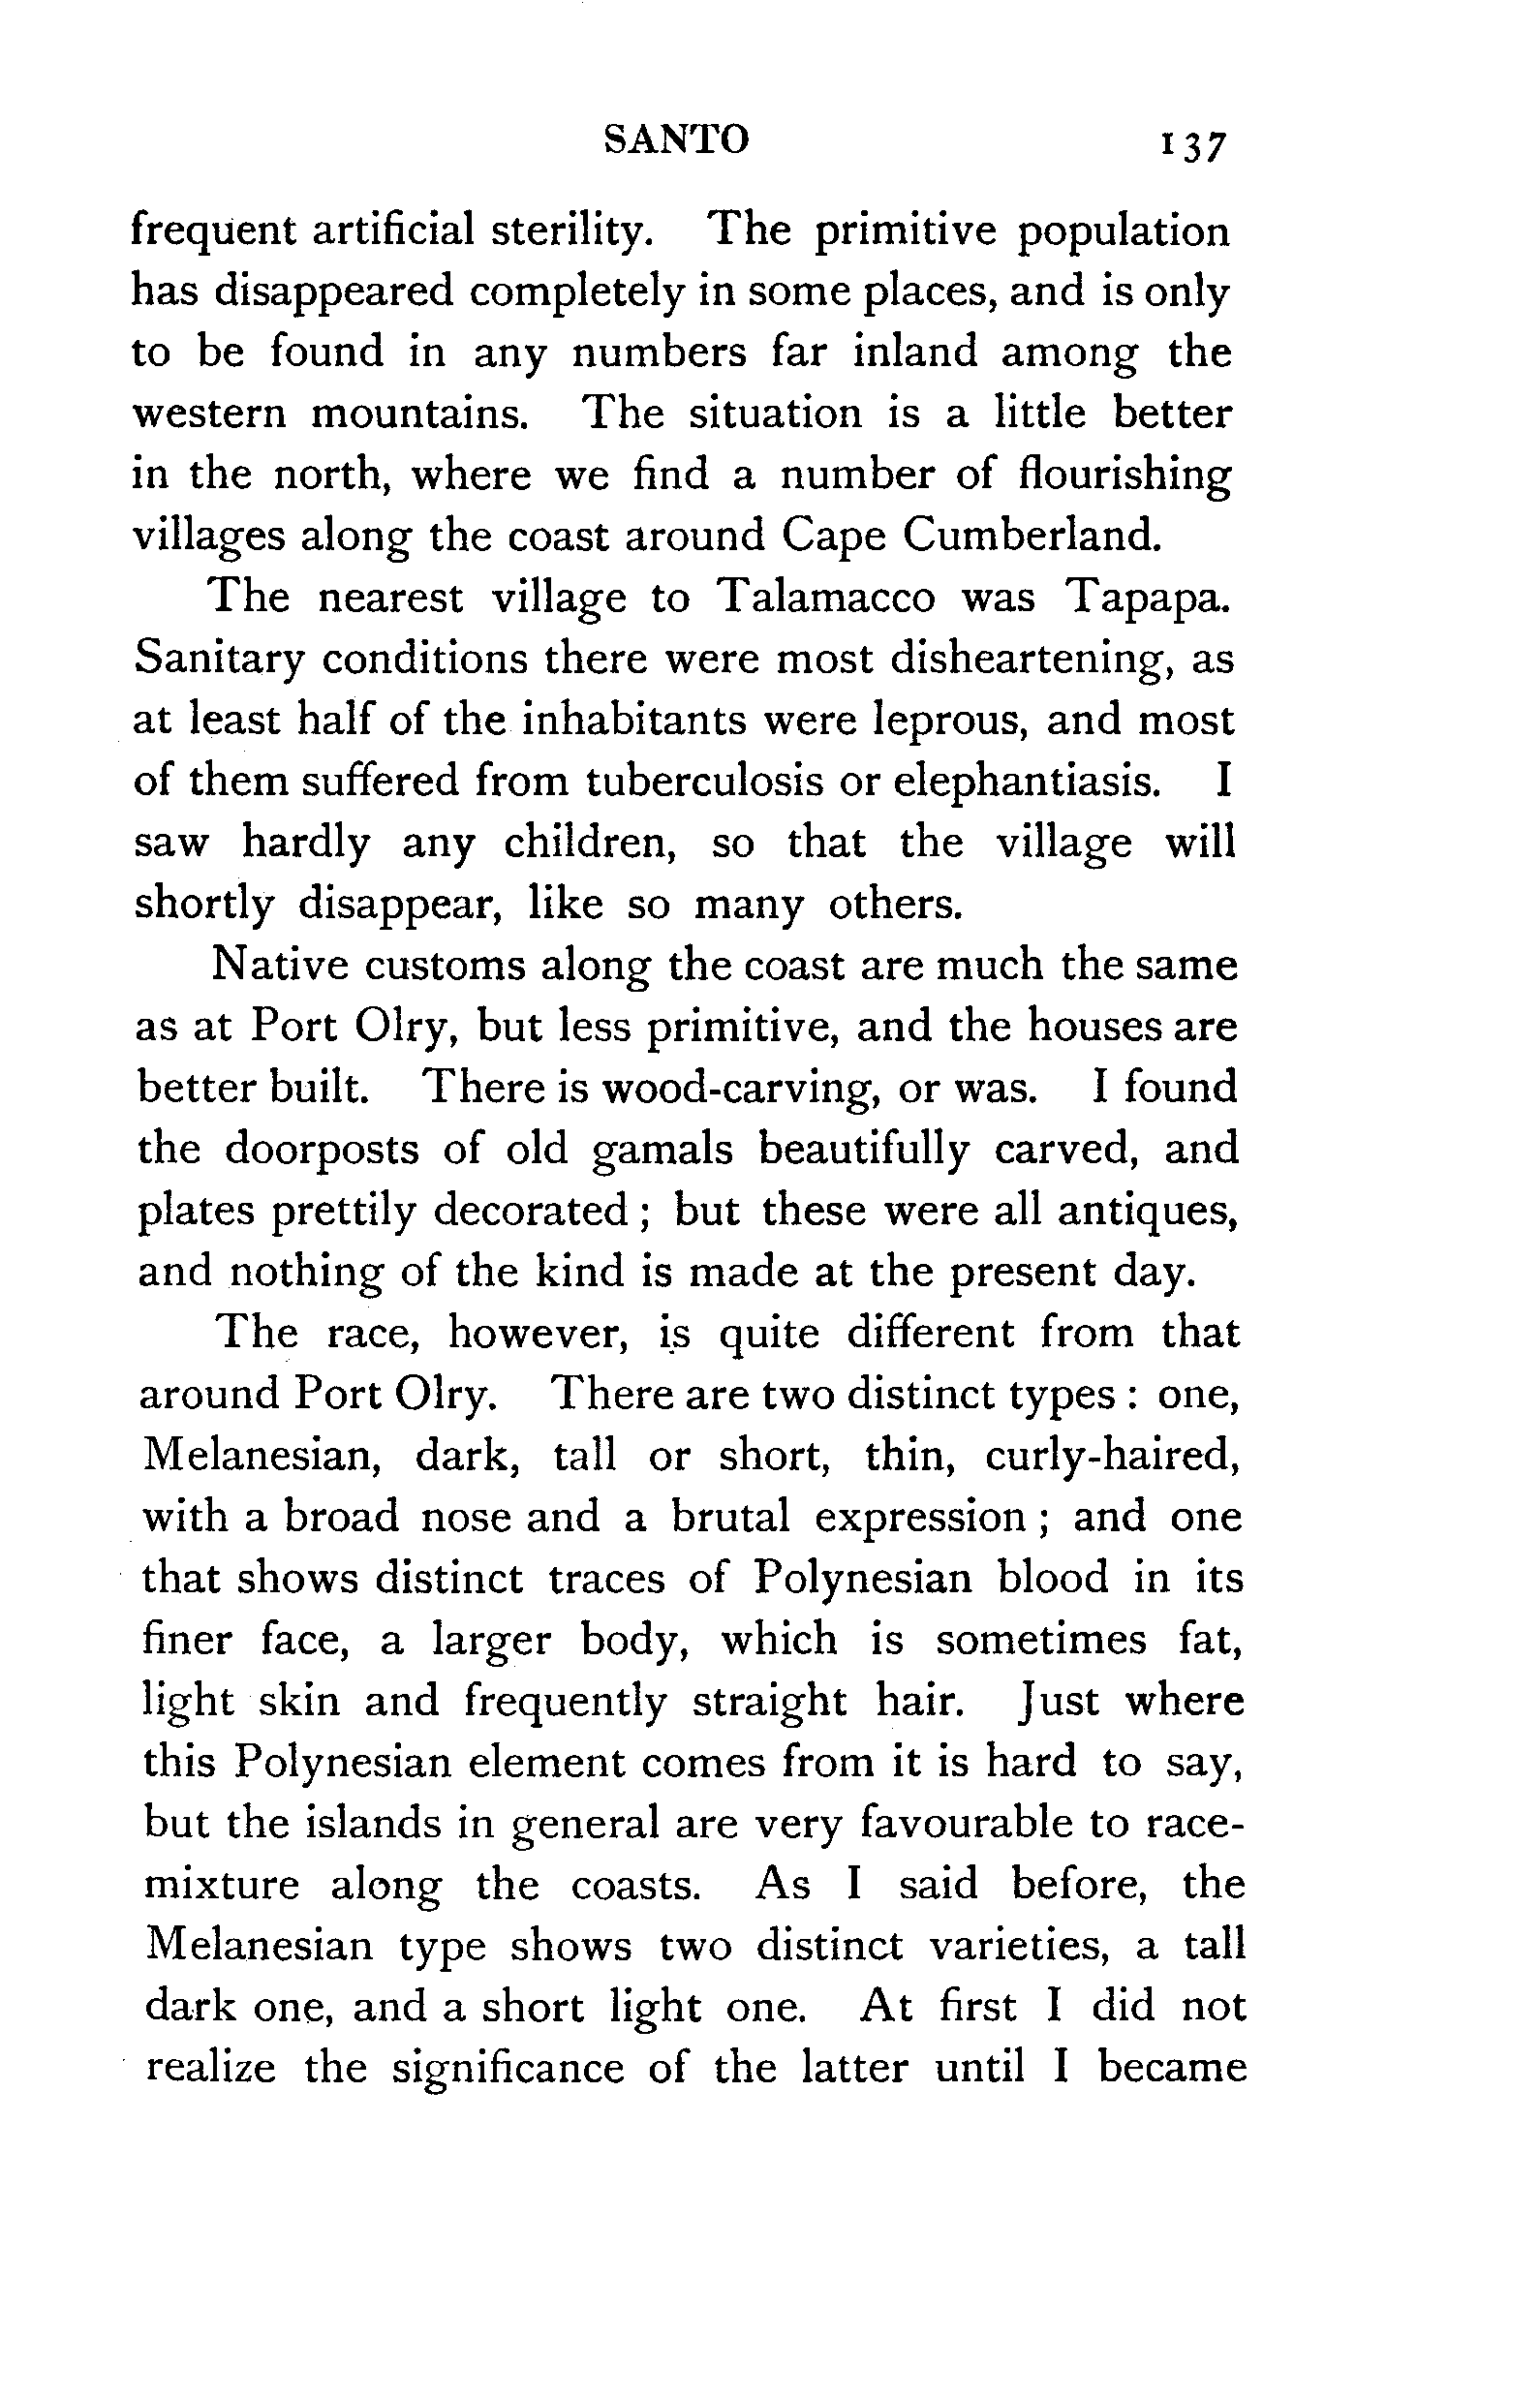 SANTO 137
frequent artificial sterility. The primitive population
has disappeared completely in some places, and is only
to be found in any numbers far inland among the
western mountains. The situation is a little better
in the north, where we find a number of flourishing
villages along the coast around Cape Cumberland.
The nearest village to Talamacco was Tapapa.
Sanitary conditions there were most disheartening, as
at least half of the inhabitants were leprous, and most
of them suffered from tuberculosis or elephantiasis. I
saw hardly any children, so that the village will
shortly disappear, like so many others.
Native customs along the coast are much the same
as at Port Olry, but less primitive, and the houses are
better built. There is wood-carving, or was. I found
the doorposts of old gamals beautifully carved, and
plates prettily decorated; but these were all antiques,
and nothing of the kind is made at the present day.
The race, however, is quite different from that
around Port Olry. There are two distinct types: one,
Melanesian, dark, tall or short, thin, curly-haired,
with a broad nose and a brutal expression; and one
that shows distinct traces of Polynesian blood in its
finer face, a larger body, which is sometimes fat,
light skin and frequently straight hair. Just where
this Polynesian element comes from it is hard to say,
but the islands in general are very favourable to race-
mixture along the coasts. As I said before, the
Melanesian type shows two distinct varieties, a tall
dark one, and a short light one. At first I did not
realize the significance of the latter until I became